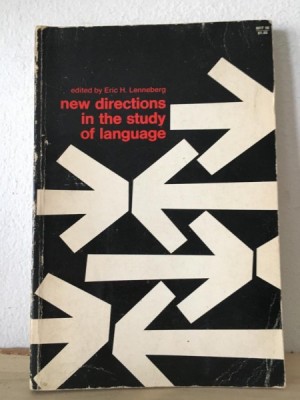 edited by Eric H. Lenneberg
new directions
in the study
of language